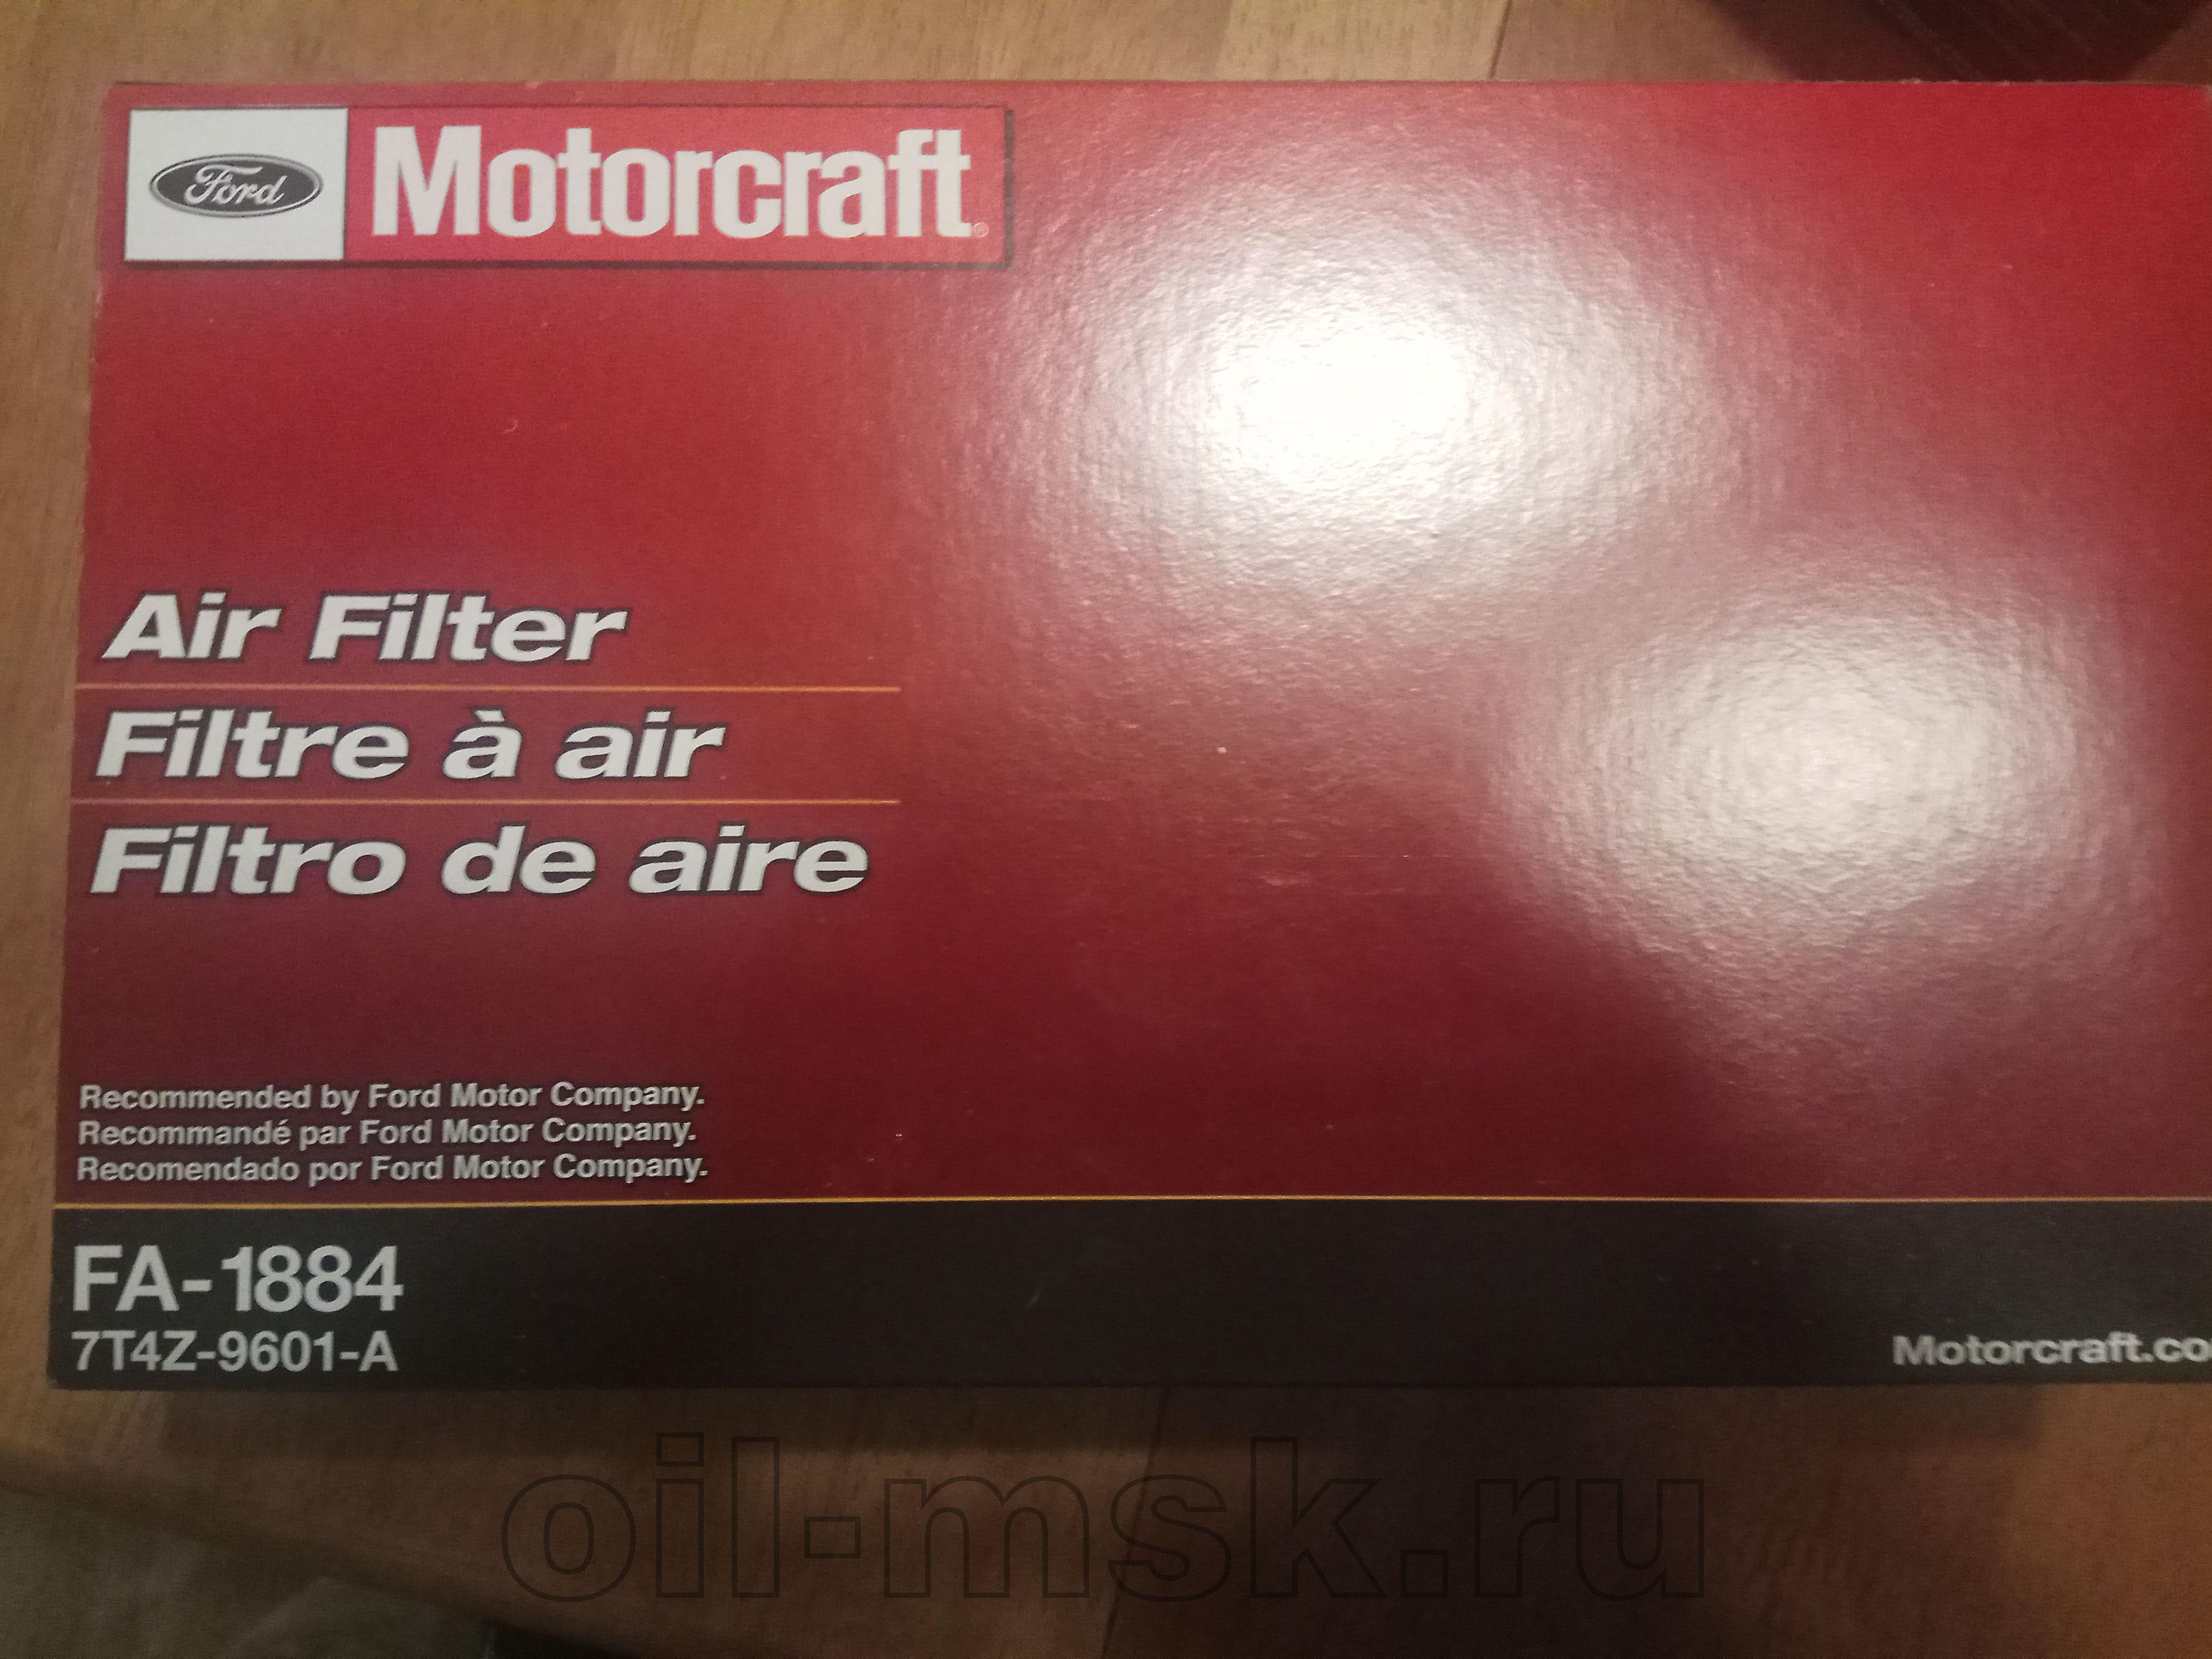 Ford Motorcraft®
Air Filter
Filtre à air
Filtro de aire
Recommended by Ford Motor Company.
Recommandé par Ford Motor Company.
Recomendado por Ford Motor Company.
FA-1884
7T4Z-9601-A
Motorcraft.co
oil-msk.ru